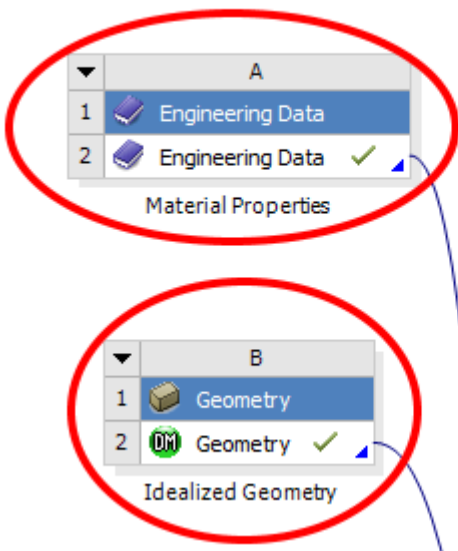 A
1 Engineering Data
2 Engineering Data
Material Properties
B
1 Geometry
2 DM Geometry
Idealized Geometry